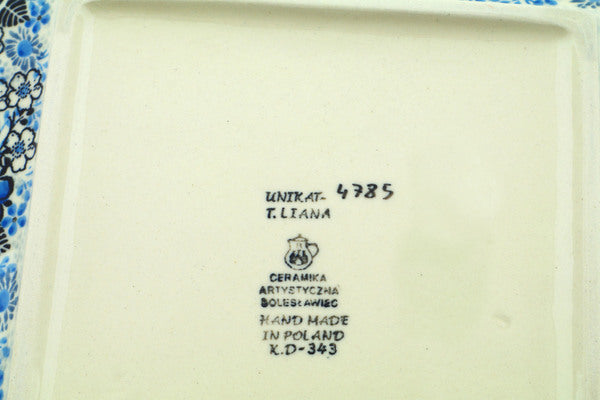 UNIKAT- 4785
T. LIANA
CERAMIKA
ARTYSTYCZNA
BOLESŁAWIEC
HAND MADE
IN POLAND
K.D-343